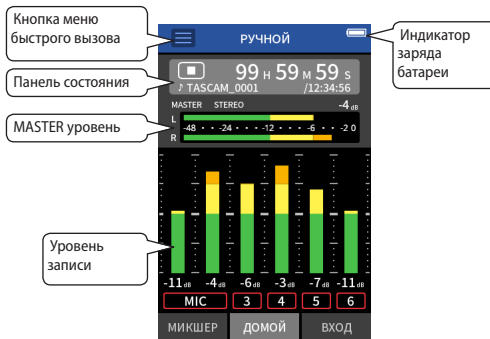 Кнопка меню
быстрого вызова
РУЧНОЙ
Индикатор
заряда
батареи
Панель состояния
99 H 59 M 59 S
♪ TASCAM_0001 /12:34:56
MASTER STEREO -4 dB
MASTER уровень
L
-48 -24 -12 -6 -2 0
R
Уровень
записи
-11 dB -4 dB -6 dB -3 dB -7 dB -11 dB
MIC 3 4 5 6
МИКШЕР ДОМОЙ ВХОД